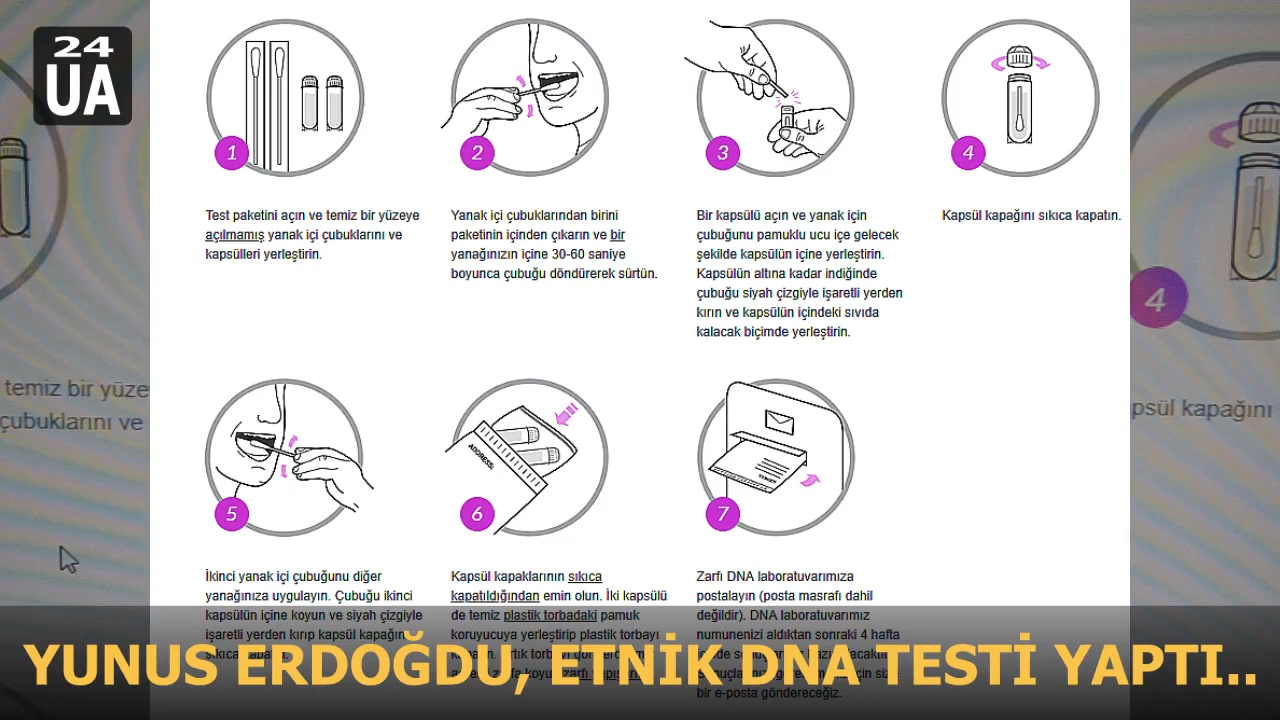 24
UA
1
2
3
4
Test paketini açın ve temiz bir yüzeye
açılmamış yanak içi çubuklarını ve
kapsülleri yerleştirin.
Yanak içi çubuklarından birini
paketinin içinden çıkarın ve bir
yanağınızın içine 30-60 saniye
boyunca çubuğu döndürerek sürtün.
Bir kapsülü açın ve yanak için
çubuğunu pamuklu ucu içe gelecek
şekilde kapsülün içine yerleştirin.
Kapsülün altına kadar indiğinde
çubuğu siyah çizgiyle işaretli yerden
kırın ve kapsülün içindeki sıvıda
kalacak biçimde yerleştirin.
Kapsül kapağını sıkıca kapatın.
4
temiz bir yüze
çubuklarını ve
psül kapağını
ADDRESS:
5
6
7
İkinci yanak içi çubuğunu diğer
yanağınıza uygulayın. Çubuğu ikinci
kapsülün içine koyun ve siyah çizgiyle
işaretli yerden kırıp kapsül kapağın
Kapsül kapaklarının sıkıca
kapatıldığından emin olun. İki kapsülü
de temiz plastik torbadaki pamuk
koruyucuya yerleştirip plastik torbayı
Zarfı DNA laboratuvarımıza
postalayın (posta masrafı dahil
değildir). DNA laboratuvarımız
numunenizi aldıktan sonraki 4 hafta
bir e-posta göndereceğiz.
YUNUS ERDOĞDU, ETNİK DNA TESTİ YAPTI..